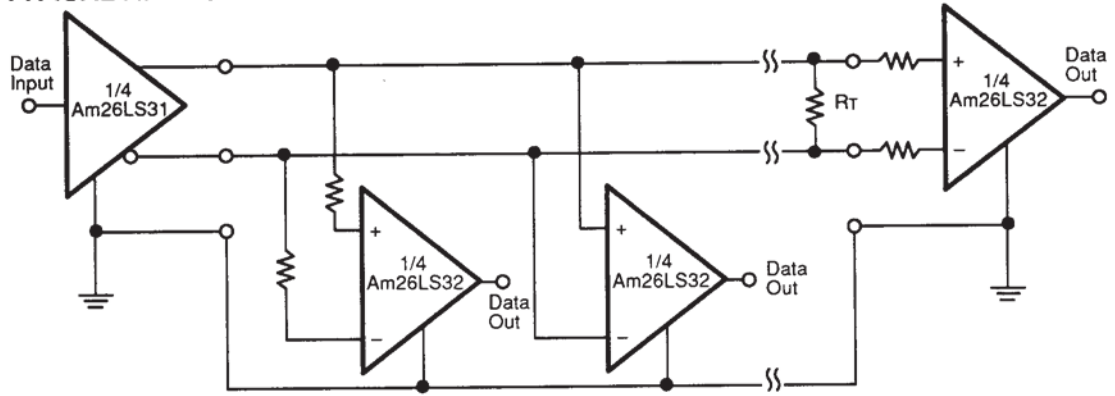 Data
Input
1/4
Am26LS31
RT
+
−
1/4
Am26LS32
Data
Out
+
−
1/4
Am26LS32
Data
Out
+
−
1/4
Am26LS32
Data
Out